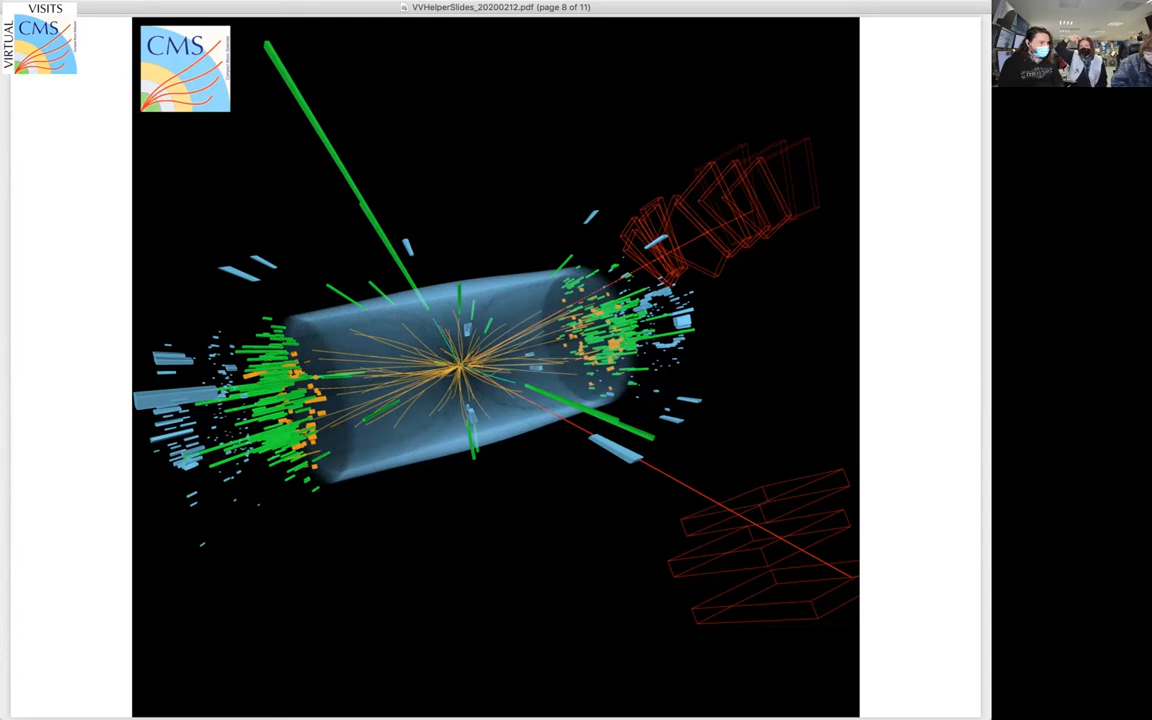 VISITS
VIRTUAL
CMS
VVHelperSlides_20200212.pdf (page 8 of 11)
CMS